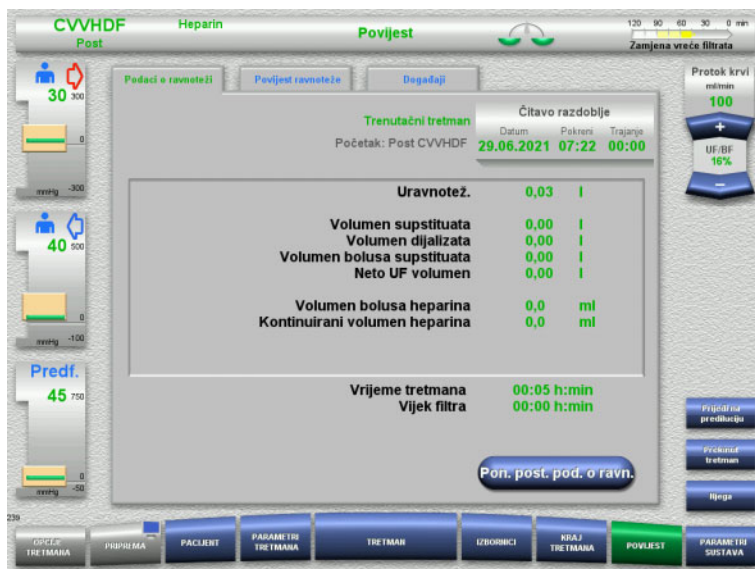 CVVHDF
Post
Heparin
Povijest
120 90 60 30 0 min
Zamjena vreće filtrata
30
300
0
mmHg -300
40
500
0
mmHg -100
Predf.
45
750
0
mmHg -50
Podaci o ravnoteži
Povijest ravnoteže
Događaji
Trenutačni tretman
Početak: Post CVVHDF
Čitavo razdoblje
Datum Pokreni Trajanje
29.06.2021 07:22 00:00
Uravnotež. 0,03 l
Volumen supstituata 0,00 l
Volumen dijalizata 0,00 l
Volumen bolusa supstituata 0,00 l
Neto UF volumen 0,00 l
Volumen bolusa heparina 0,0 ml
Kontinuirani volumen heparina 0,0 ml
Vrijeme tretmana 00:05 h:min
Vijek filtra 00:00 h:min
Pon. post. pod. o ravn.
Protok krvi
ml/min
100
+
UF/BF
16%
−
Prijeđi na
prediluciju
Prekinuť
tretman
Njega
239
OPCIJE
TRETMANA
PRIPREMA
PACIJENT
PARAMETRI
TRETMANA
TRETMAN
IZBORNICI
KRAJ
TRETMANA
POVIJEST
PARAMETRI
SUSTAVA